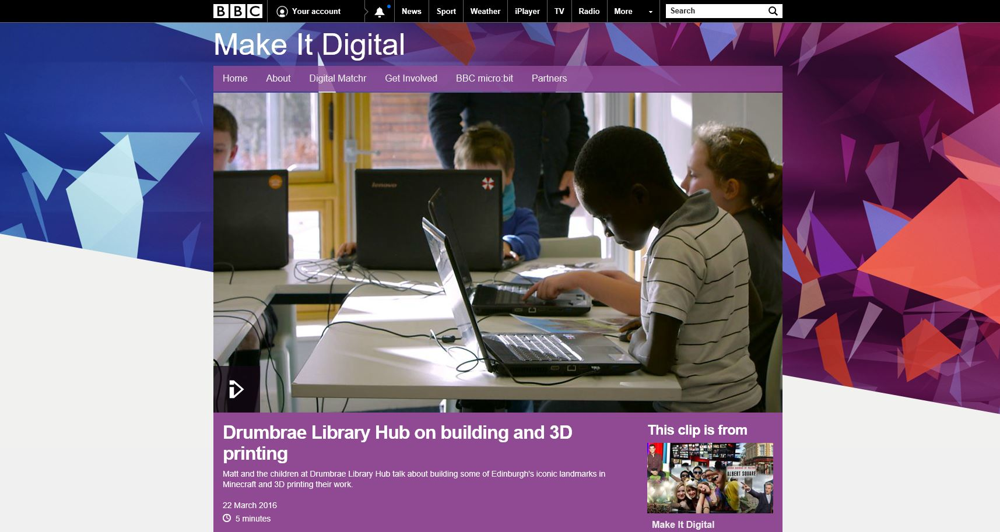 BBC Your account News Sport Weather iPlayer TV Radio More Search
Make It Digital
Home About Digital Matchr Get Involved BBC micro:bit Partners
lenovo
Drumbrae Library Hub on building and 3D
printing
Matt and the children at Drumbrae Library Hub talk about building some of Edinburgh's iconic landmarks in
Minecraft and 3D printing their work.
22 March 2016
5 minutes
This clip is from
ALBERT SQUARE
Make It Digital